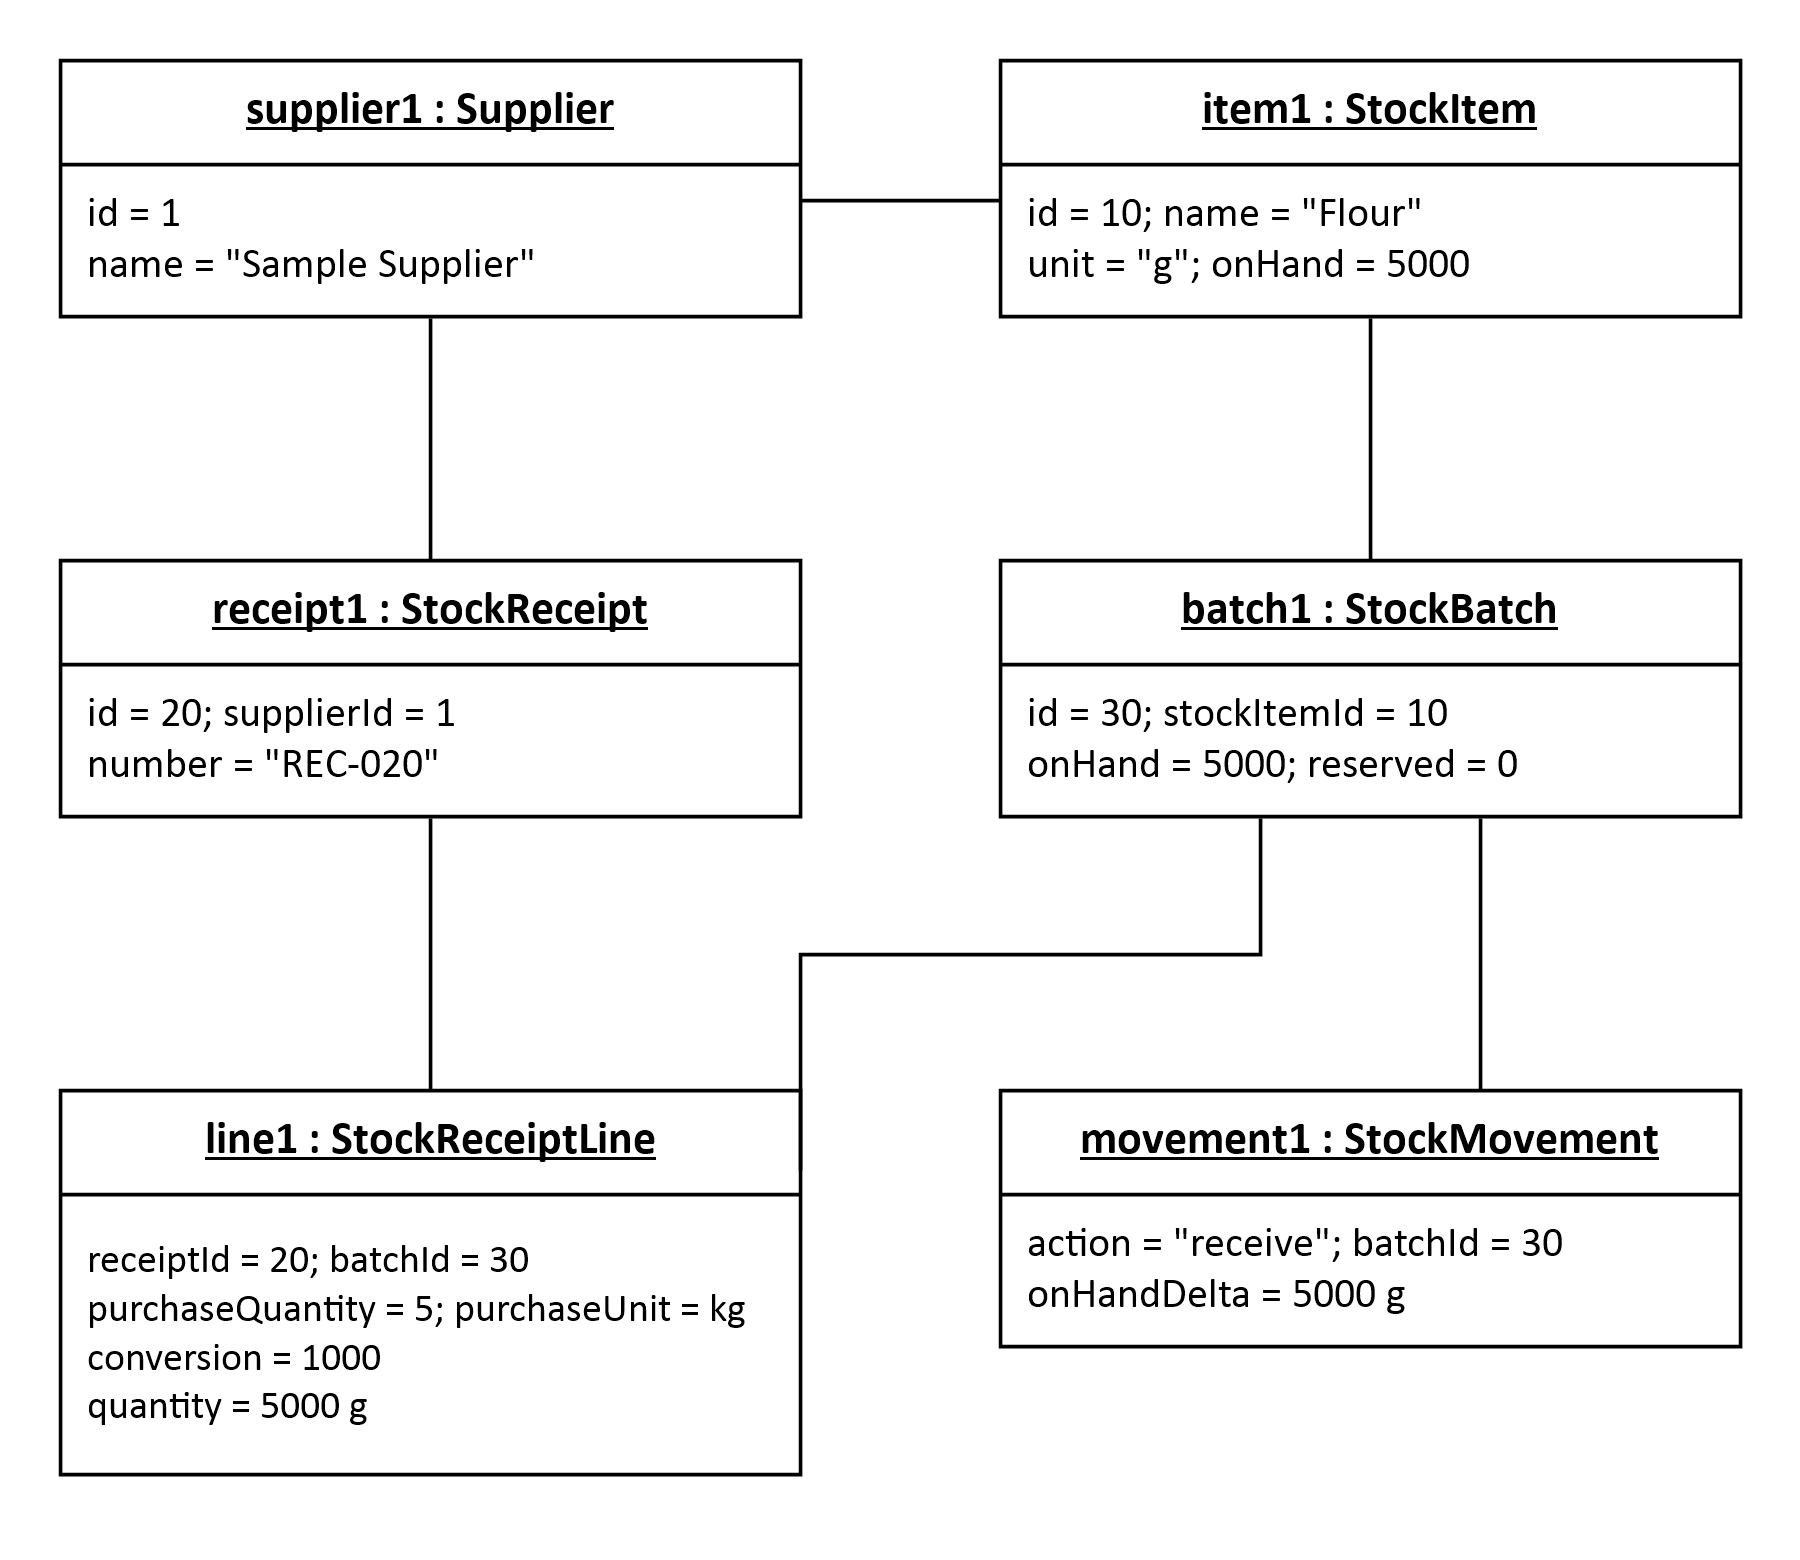 supplier1 : Supplier
id = 1
name = "Sample Supplier"
item1 : StockItem
id = 10; name = "Flour"
unit = "g"; onHand = 5000
receipt1 : StockReceipt
id = 20; supplierId = 1
number = "REC-020"
batch1 : StockBatch
id = 30; stockItemId = 10
onHand = 5000; reserved = 0
line1 : StockReceiptLine
receiptId = 20; batchId = 30
purchaseQuantity = 5; purchaseUnit = kg
conversion = 1000
quantity = 5000 g
movement1 : StockMovement
action = "receive"; batchId = 30
onHandDelta = 5000 g